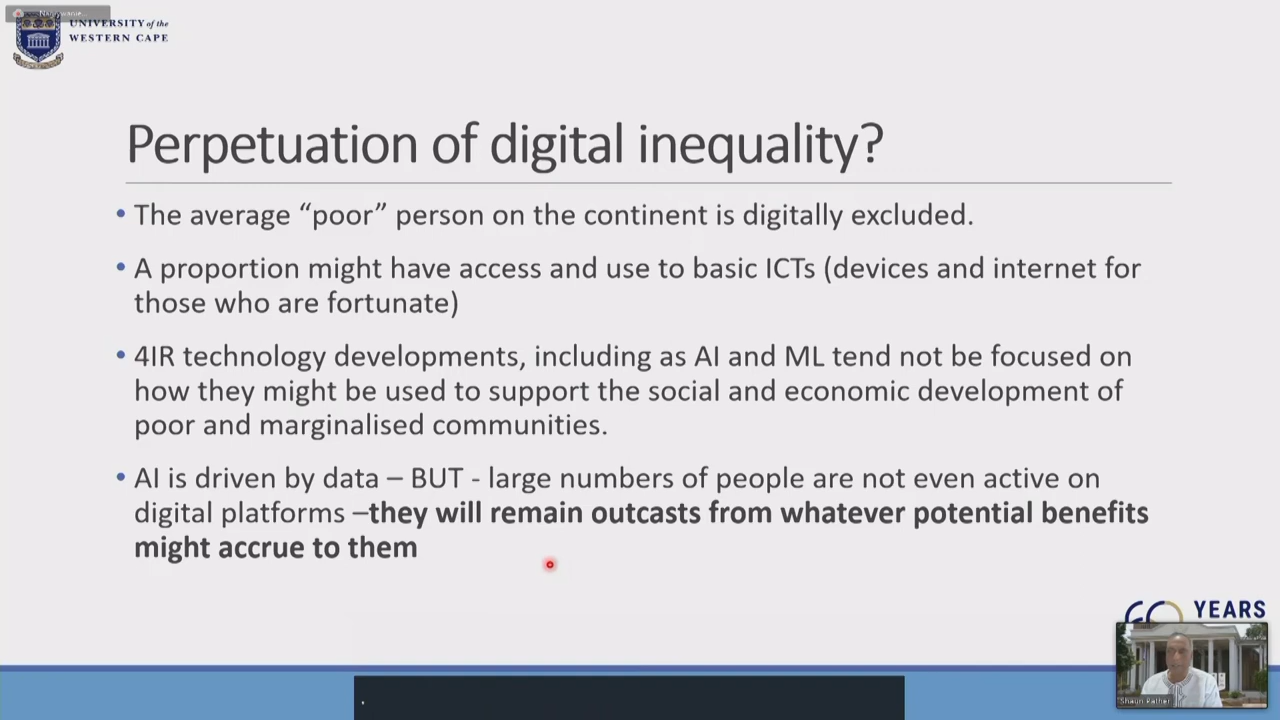 UNIVERSITY of the
WESTERN CAPE
Perpetuation of digital inequality?
• The average “poor” person on the continent is digitally excluded.
• A proportion might have access and use to basic ICTs (devices and internet for
those who are fortunate)
• 4IR technology developments, including as AI and ML tend not be focused on
how they might be used to support the social and economic development of
poor and marginalised communities.
• AI is driven by data – BUT - large numbers of people are not even active on
digital platforms –they will remain outcasts from whatever potential benefits
might accrue to them
60 YEARS
Shaun Pather
.